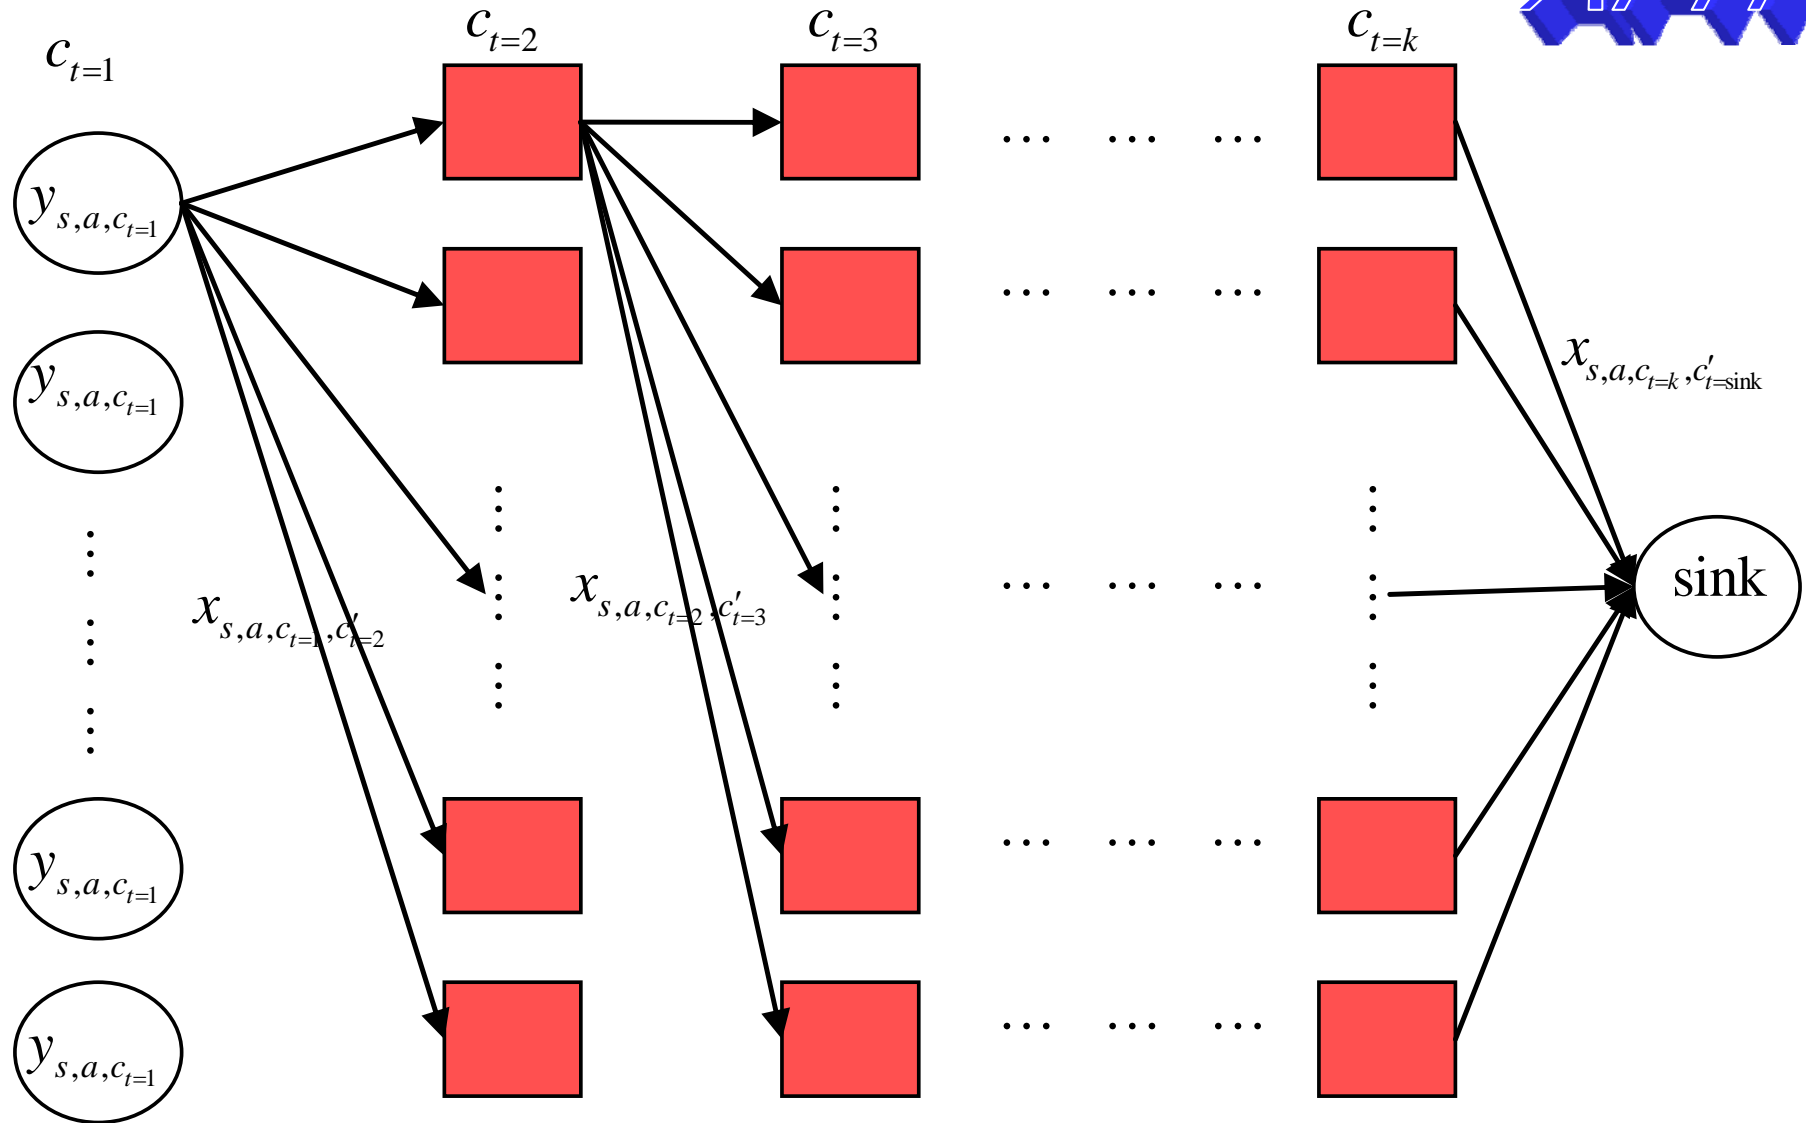 c_{t=1}
c_{t=2}
c_{t=3}
c_{t=k}
y_{s,a,c_{t=1}}
… … …
… … …
x_{s,a,c_{t=k},c'_{t=sink}}
y_{s,a,c_{t=1}}
x_{s,a,c_{t=1},c'_{t=2}}
x_{s,a,c_{t=2},c'_{t=3}}
… … …
sink
y_{s,a,c_{t=1}}
… … …
y_{s,a,c_{t=1}}
… … …